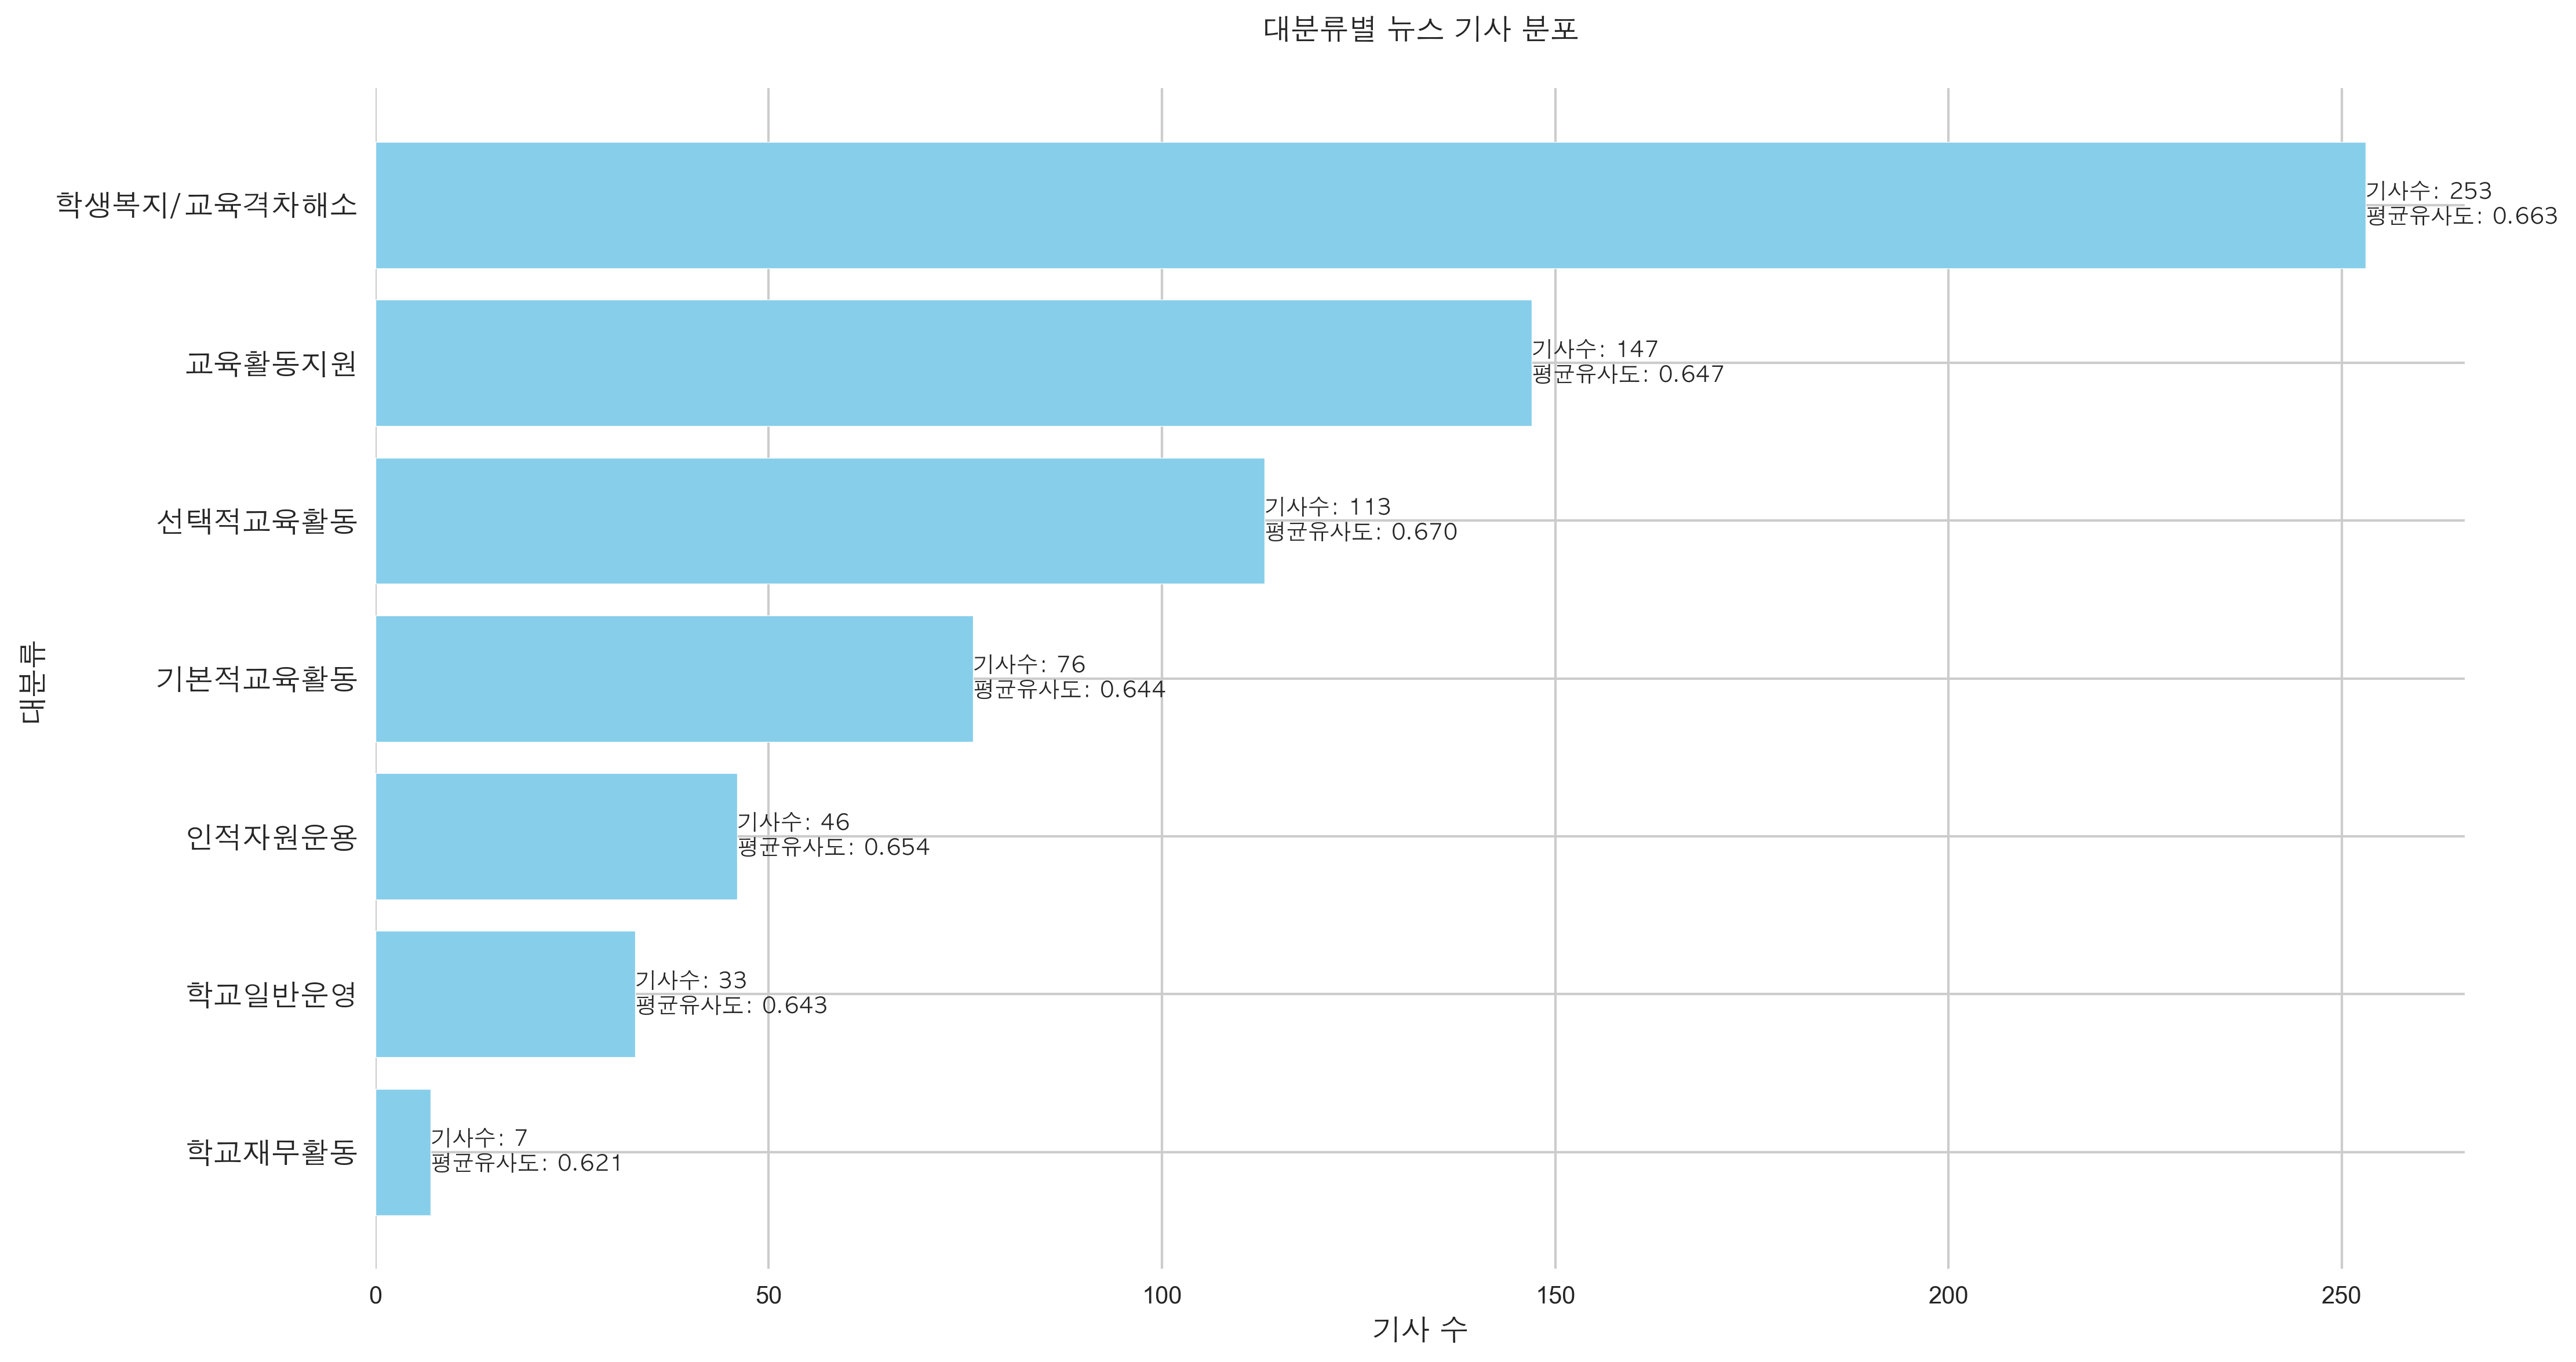 대분류별 뉴스 기사 분포
대분류
학생복지/교육격차해소
기사수: 253
평균유사도: 0.663
교육활동지원
기사수: 147
평균유사도: 0.647
선택적교육활동
기사수: 113
평균유사도: 0.670
기본적교육활동
기사수: 76
평균유사도: 0.644
인적자원운용
기사수: 46
평균유사도: 0.654
학교일반운영
기사수: 33
평균유사도: 0.643
학교재무활동
기사수: 7
평균유사도: 0.621
0 50 100 150 200 250
기사 수